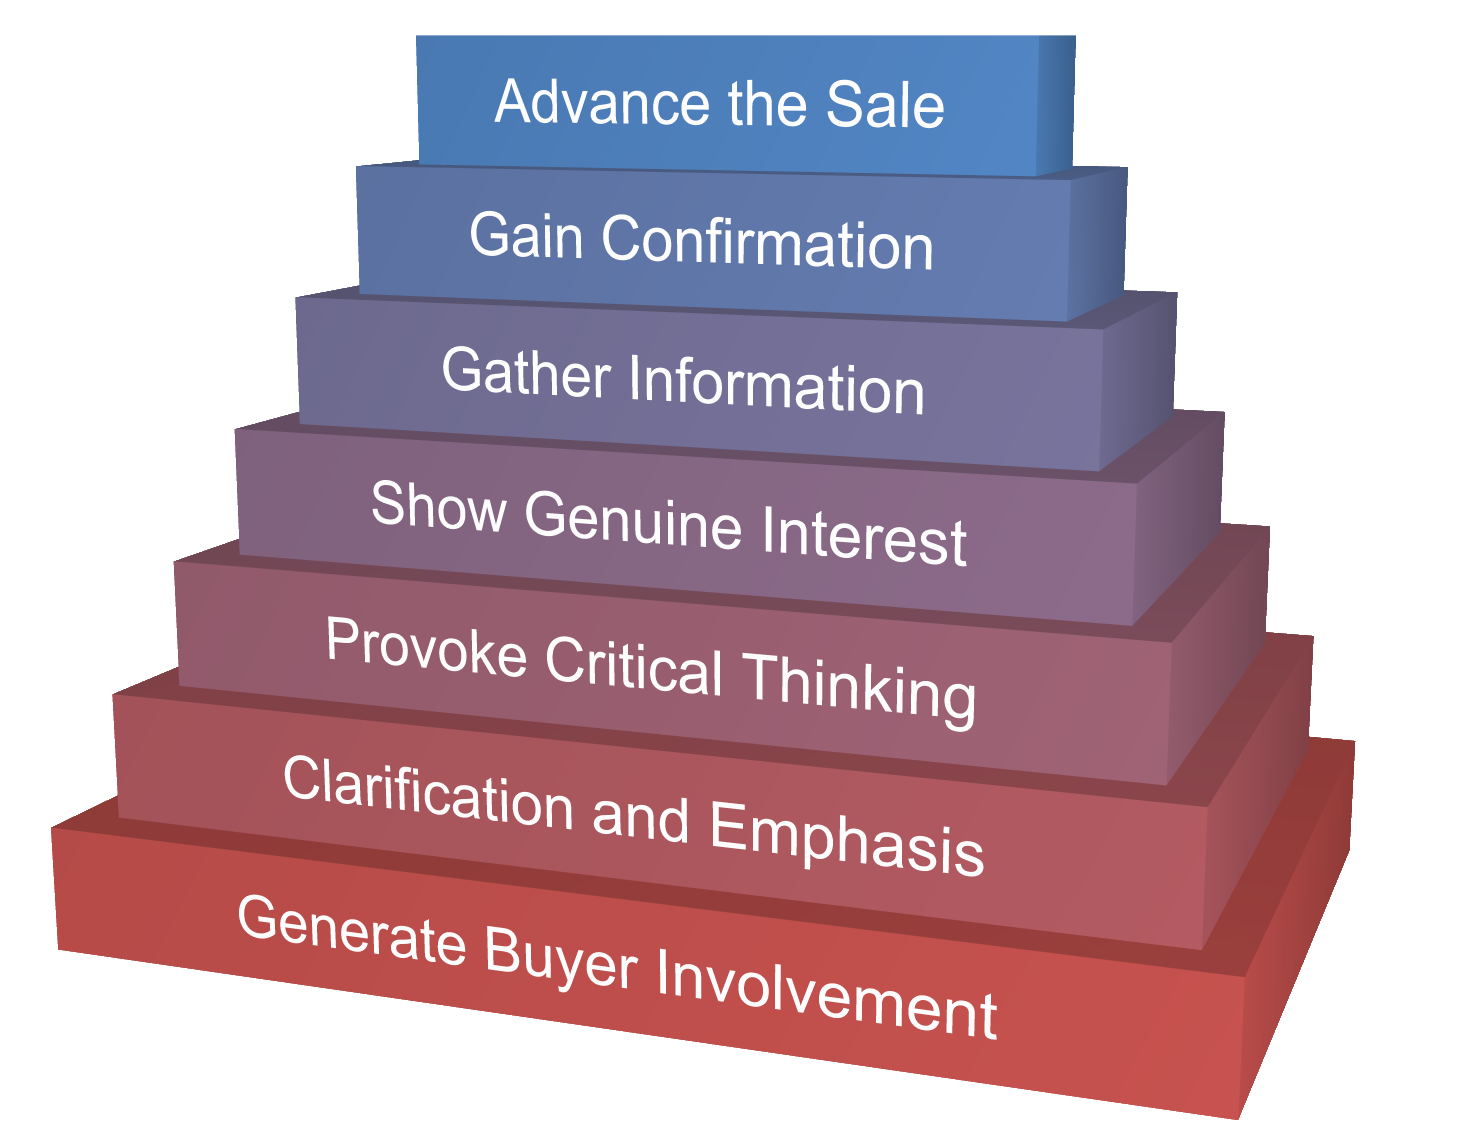 Advance the Sale
Gain Confirmation
Gather Information
Show Genuine Interest
Provoke Critical Thinking
Clarification and Emphasis
Generate Buyer Involvement